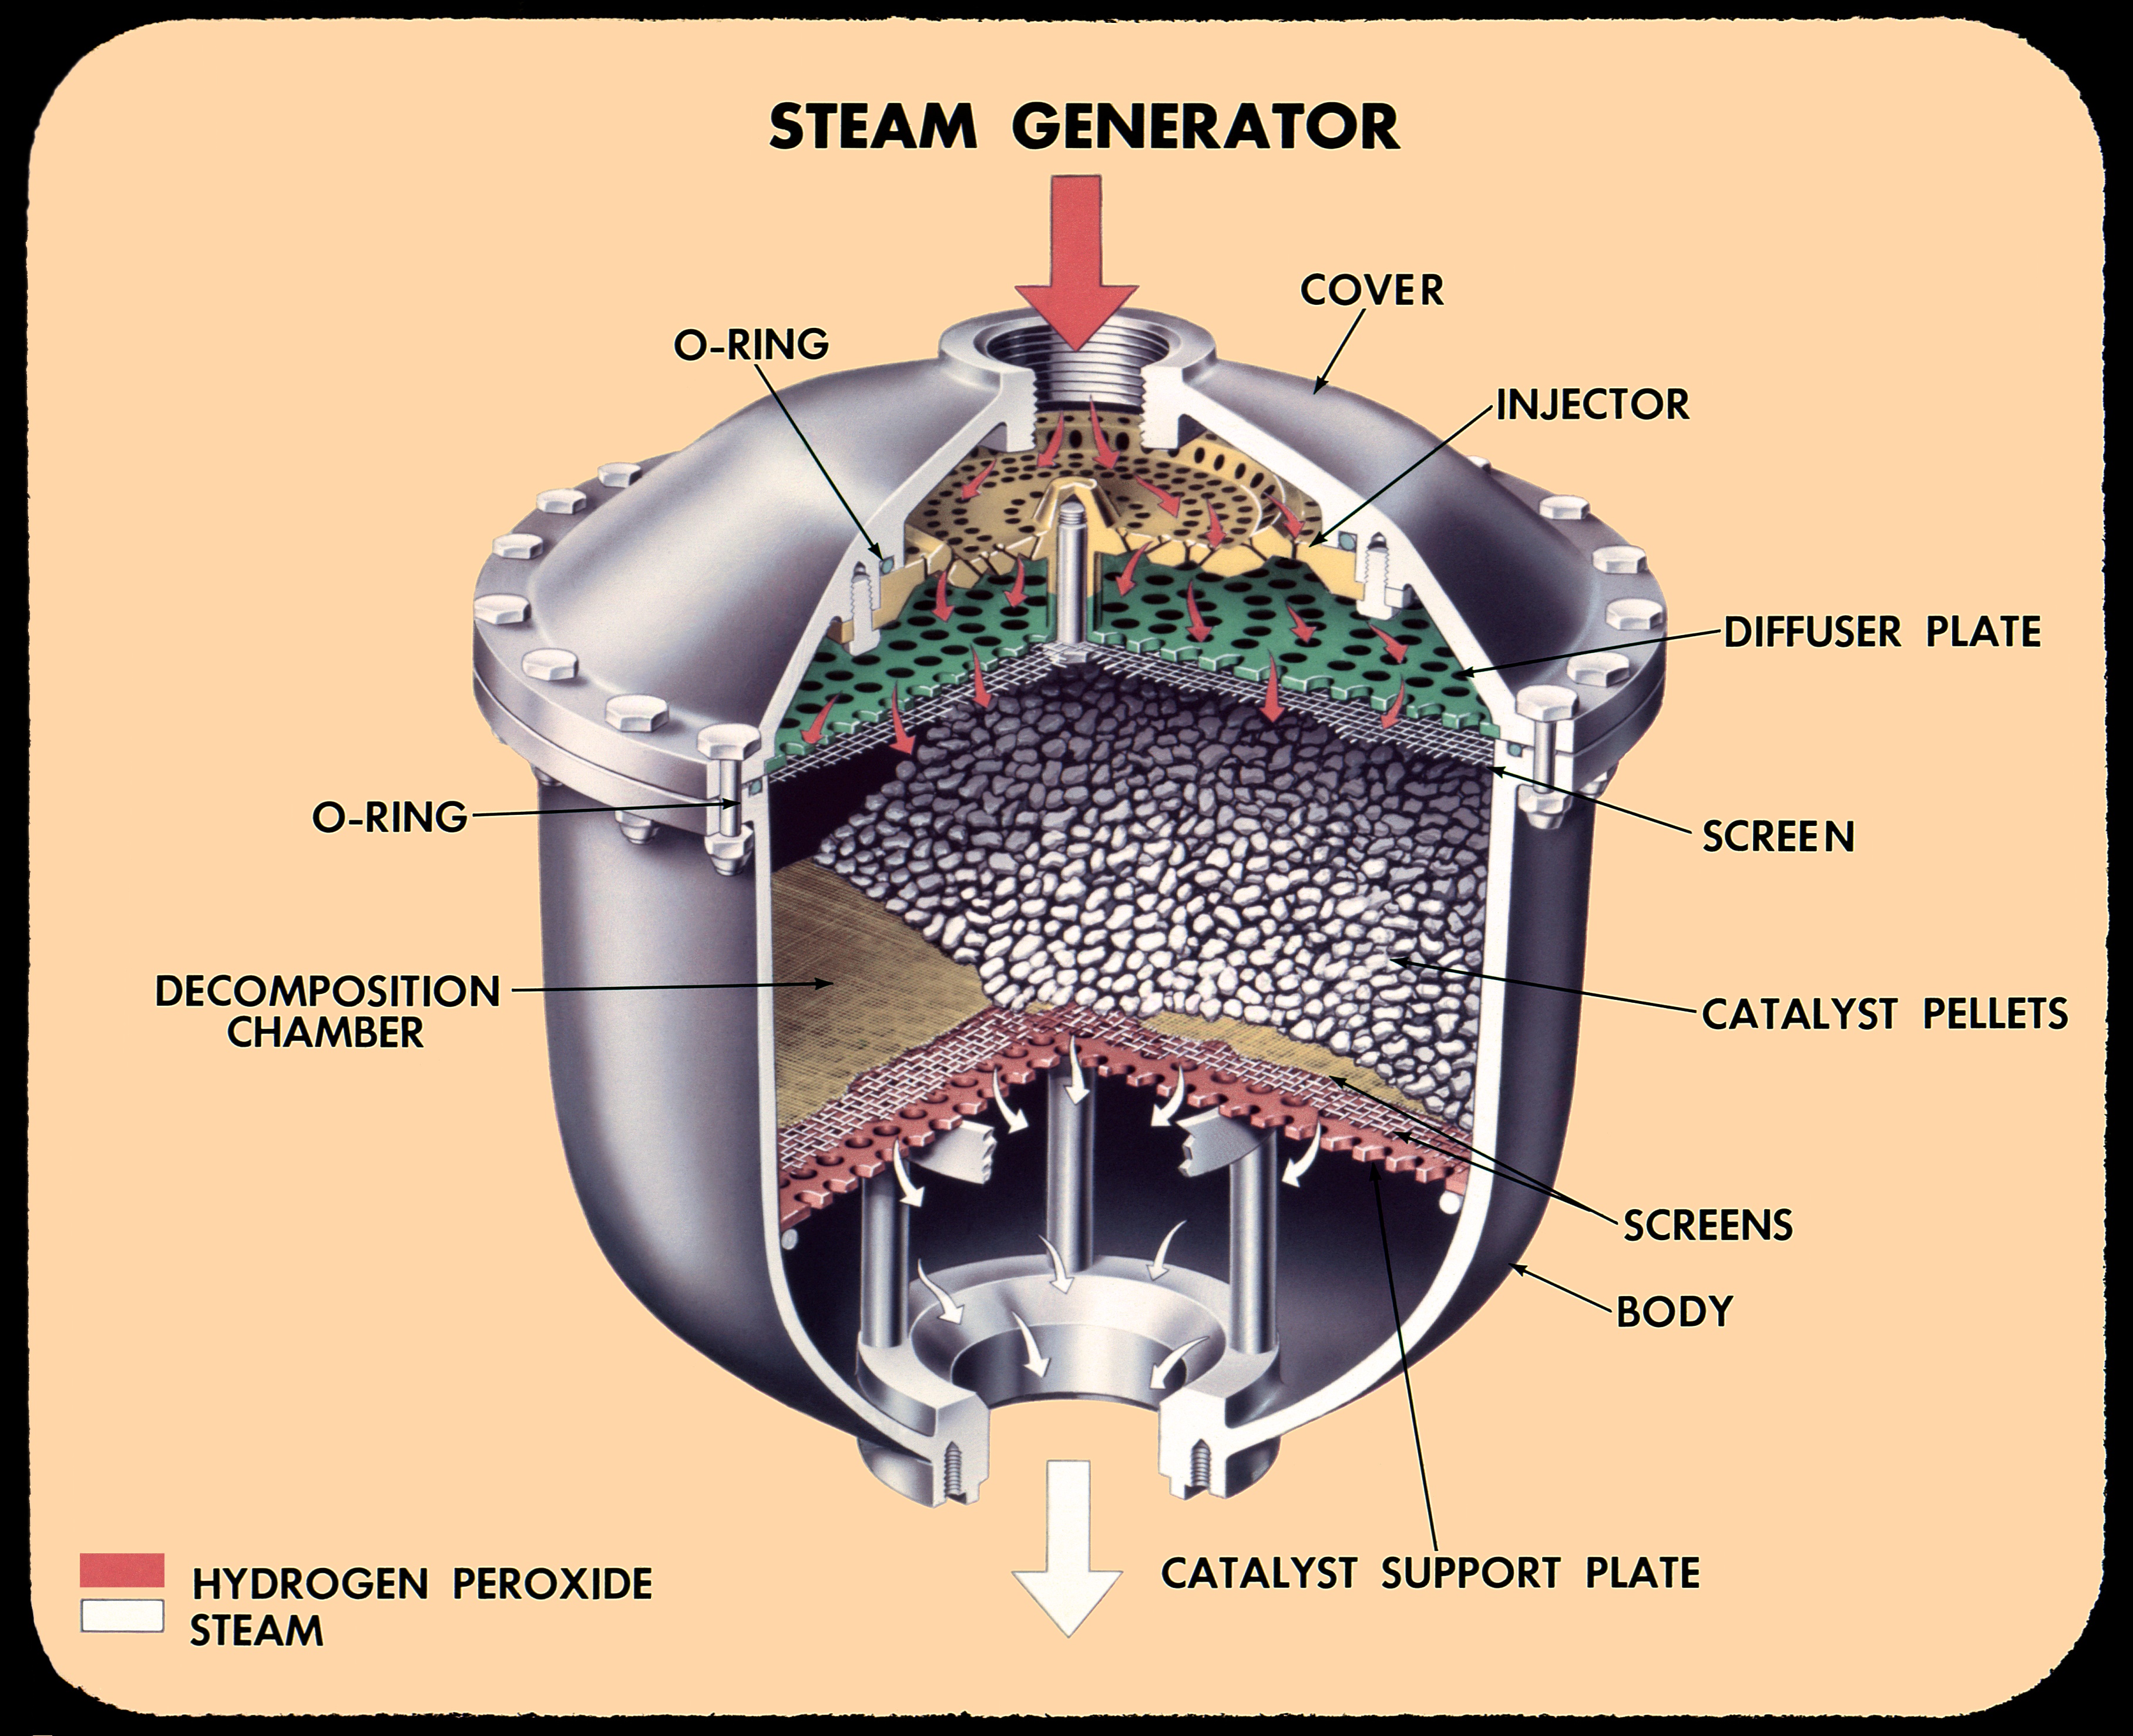 STEAM GENERATOR
COVER
O-RING
INJECTOR
DIFFUSER PLATE
O-RING
SCREEN
DECOMPOSITION
CHAMBER
CATALYST PELLETS
SCREENS
BODY
CATALYST SUPPORT PLATE
HYDROGEN PEROXIDE
STEAM